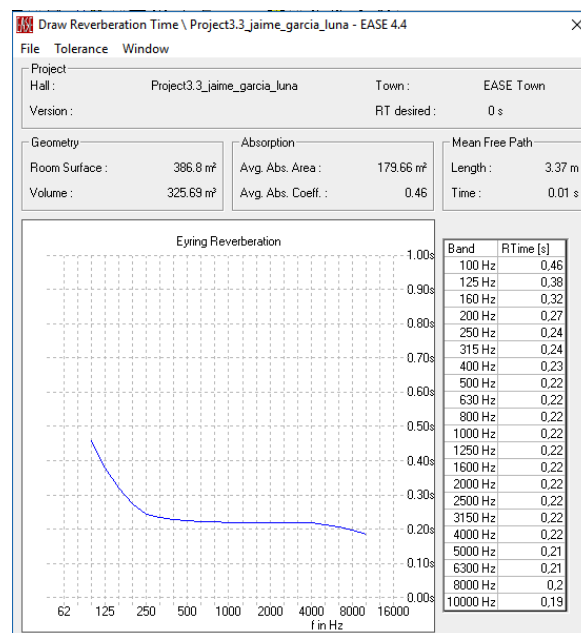 EASE Draw Reverberation Time \ Project3.3_jaime_garcia_luna - EASE 4.4
File Tolerance Window
Project
Hall : Project3.3_jaime_garcia_luna Town : EASE Town
Version : RT desired : 0 s
Geometry Absorption Mean Free Path
Room Surface : 386.8 m² Avg. Abs. Area : 179.66 m² Length : 3.37 m
Volume : 325.69 m³ Avg. Abs. Coeff. : 0.46 Time : 0.01 s
Eyring Reverberation
1.00s
0.90s
0.80s
0.70s
0.60s
0.50s
0.40s
0.30s
0.20s
0.10s
0.00s
62 125 250 500 1000 2000 4000 8000 16000
f in Hz
Band RTime [s]
100 Hz 0,46
125 Hz 0,38
160 Hz 0,32
200 Hz 0,27
250 Hz 0,24
315 Hz 0,24
400 Hz 0,23
500 Hz 0,22
630 Hz 0,22
800 Hz 0,22
1000 Hz 0,22
1250 Hz 0,22
1600 Hz 0,22
2000 Hz 0,22
2500 Hz 0,22
3150 Hz 0,22
4000 Hz 0,22
5000 Hz 0,21
6300 Hz 0,21
8000 Hz 0,2
10000 Hz 0,19